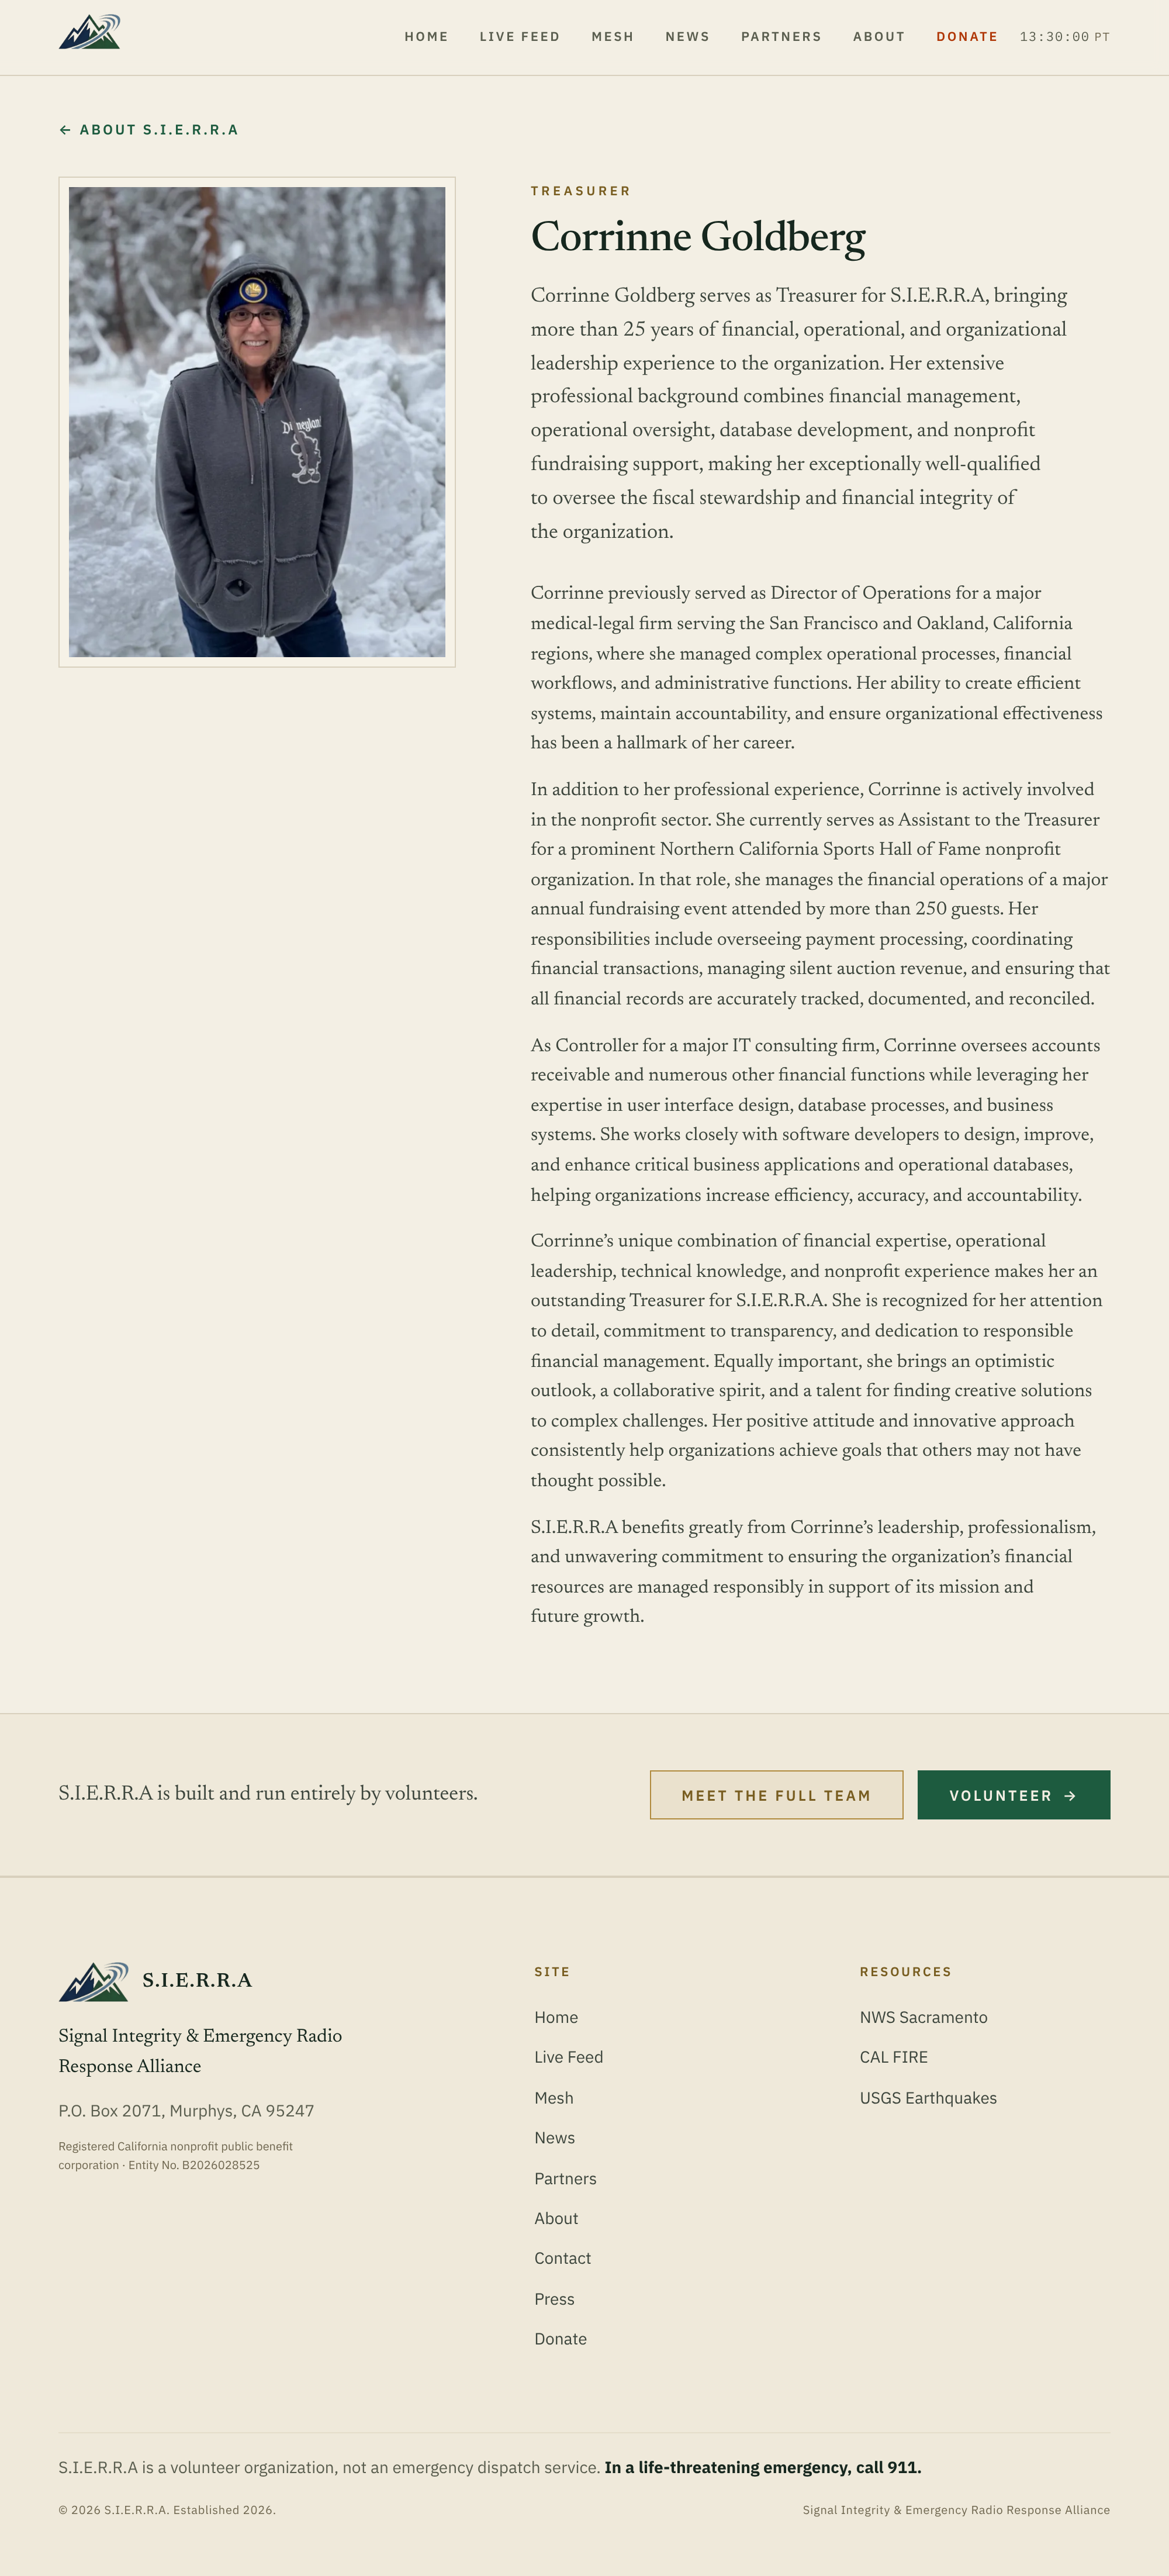 HOME LIVE FEED MESH NEWS PARTNERS ABOUT DONATE 13:30:00 PT
← ABOUT S.I.E.R.R.A
TREASURER
Corrinne Goldberg
Corrinne Goldberg serves as Treasurer for S.I.E.R.R.A, bringing
more than 25 years of financial, operational, and organizational
leadership experience to the organization. Her extensive
professional background combines financial management,
operational oversight, database development, and nonprofit
fundraising support, making her exceptionally well-qualified
to oversee the fiscal stewardship and financial integrity of
the organization.
Disneyland
Corrinne previously served as Director of Operations for a major
medical-legal firm serving the San Francisco and Oakland, California
regions, where she managed complex operational processes, financial
workflows, and administrative functions. Her ability to create efficient
systems, maintain accountability, and ensure organizational effectiveness
has been a hallmark of her career.
In addition to her professional experience, Corrinne is actively involved
in the nonprofit sector. She currently serves as Assistant to the Treasurer
for a prominent Northern California Sports Hall of Fame nonprofit
organization. In that role, she manages the financial operations of a major
annual fundraising event attended by more than 250 guests. Her
responsibilities include overseeing payment processing, coordinating
financial transactions, managing silent auction revenue, and ensuring that
all financial records are accurately tracked, documented, and reconciled.
As Controller for a major IT consulting firm, Corrinne oversees accounts
receivable and numerous other financial functions while leveraging her
expertise in user interface design, database processes, and business
systems. She works closely with software developers to design, improve,
and enhance critical business applications and operational databases,
helping organizations increase efficiency, accuracy, and accountability.
Corrinne’s unique combination of financial expertise, operational
leadership, technical knowledge, and nonprofit experience makes her an
outstanding Treasurer for S.I.E.R.R.A. She is recognized for her attention
to detail, commitment to transparency, and dedication to responsible
financial management. Equally important, she brings an optimistic
outlook, a collaborative spirit, and a talent for finding creative solutions
to complex challenges. Her positive attitude and innovative approach
consistently help organizations achieve goals that others may not have
thought possible.
S.I.E.R.R.A benefits greatly from Corrinne’s leadership, professionalism,
and unwavering commitment to ensuring the organization’s financial
resources are managed responsibly in support of its mission and
future growth.
S.I.E.R.R.A is built and run entirely by volunteers.
MEET THE FULL TEAM
VOLUNTEER →
S.I.E.R.R.A
Signal Integrity & Emergency Radio
Response Alliance
P.O. Box 2071, Murphys, CA 95247
Registered California nonprofit public benefit
corporation · Entity No. B2026028525
SITE
Home
Live Feed
Mesh
News
Partners
About
Contact
Press
Donate
RESOURCES
NWS Sacramento
CAL FIRE
USGS Earthquakes
S.I.E.R.R.A is a volunteer organization, not an emergency dispatch service. In a life-threatening emergency, call 911.
© 2026 S.I.E.R.R.A. Established 2026.
Signal Integrity & Emergency Radio Response Alliance